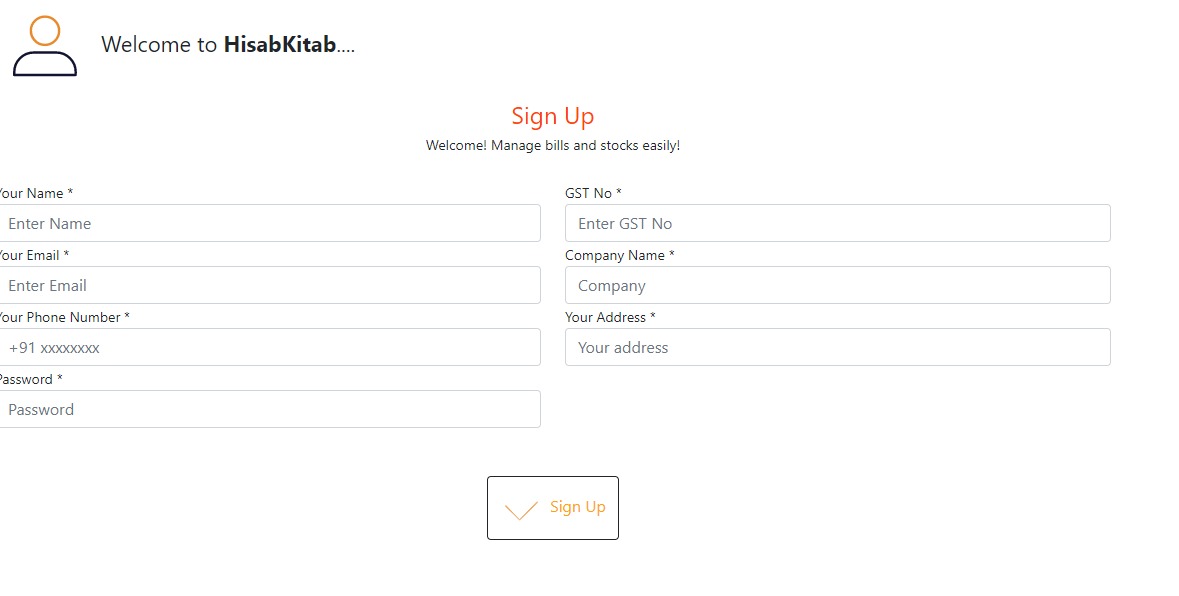 Welcome to HisabKitab....
Sign Up
Welcome! Manage bills and stocks easily!
Your Name *
Enter Name
GST No *
Enter GST No
Your Email *
Enter Email
Company Name *
Company
Your Phone Number *
+91 xxxxxxxx
Your Address *
Your address
Password *
Password
Sign Up